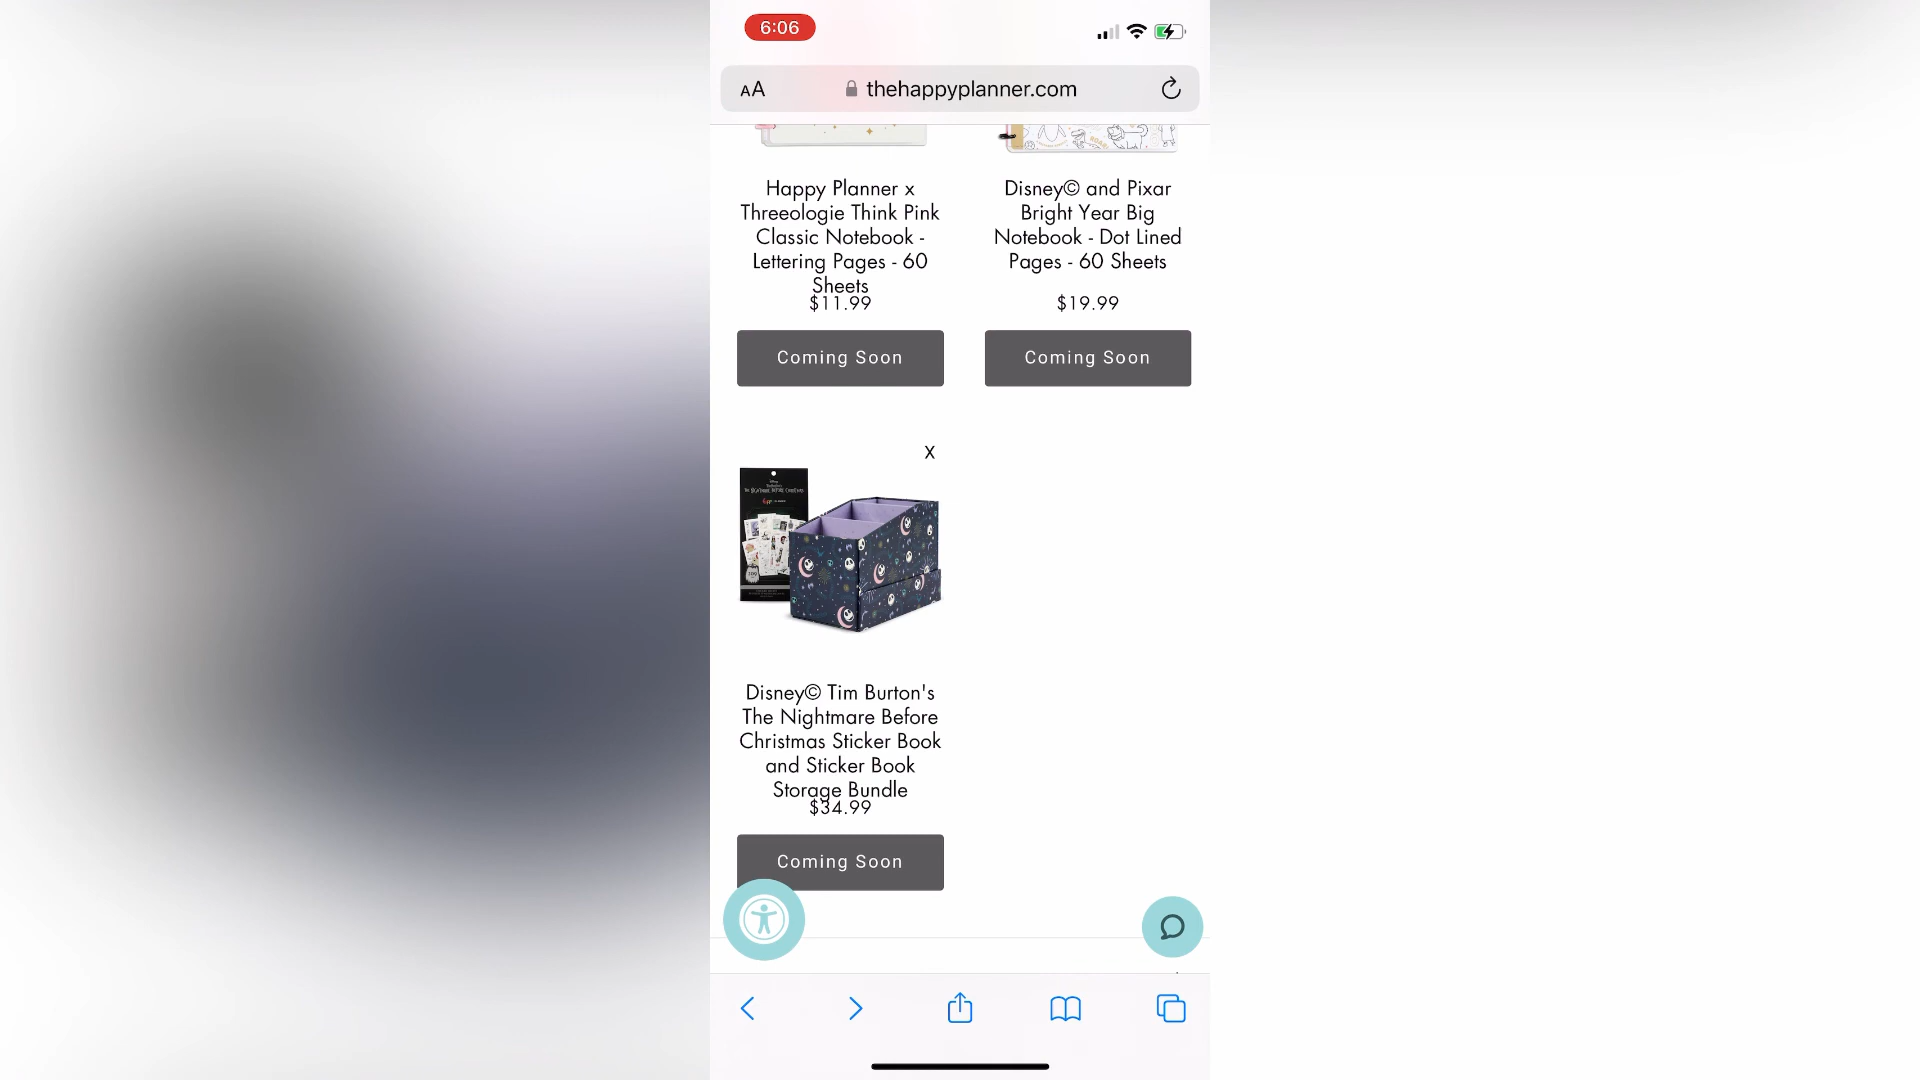 6:06
AA
thehappyplanner.com
Happy Planner x
Threeologie Think Pink
Classic Notebook -
Lettering Pages - 60
Sheets
$11.99
Coming Soon
Disney© and Pixar
Bright Year Big
Notebook - Dot Lined
Pages - 60 Sheets
$19.99
Coming Soon
X
Disney© Tim Burton's
The Nightmare Before
Christmas Sticker Book
and Sticker Book
Storage Bundle
$34.99
Coming Soon